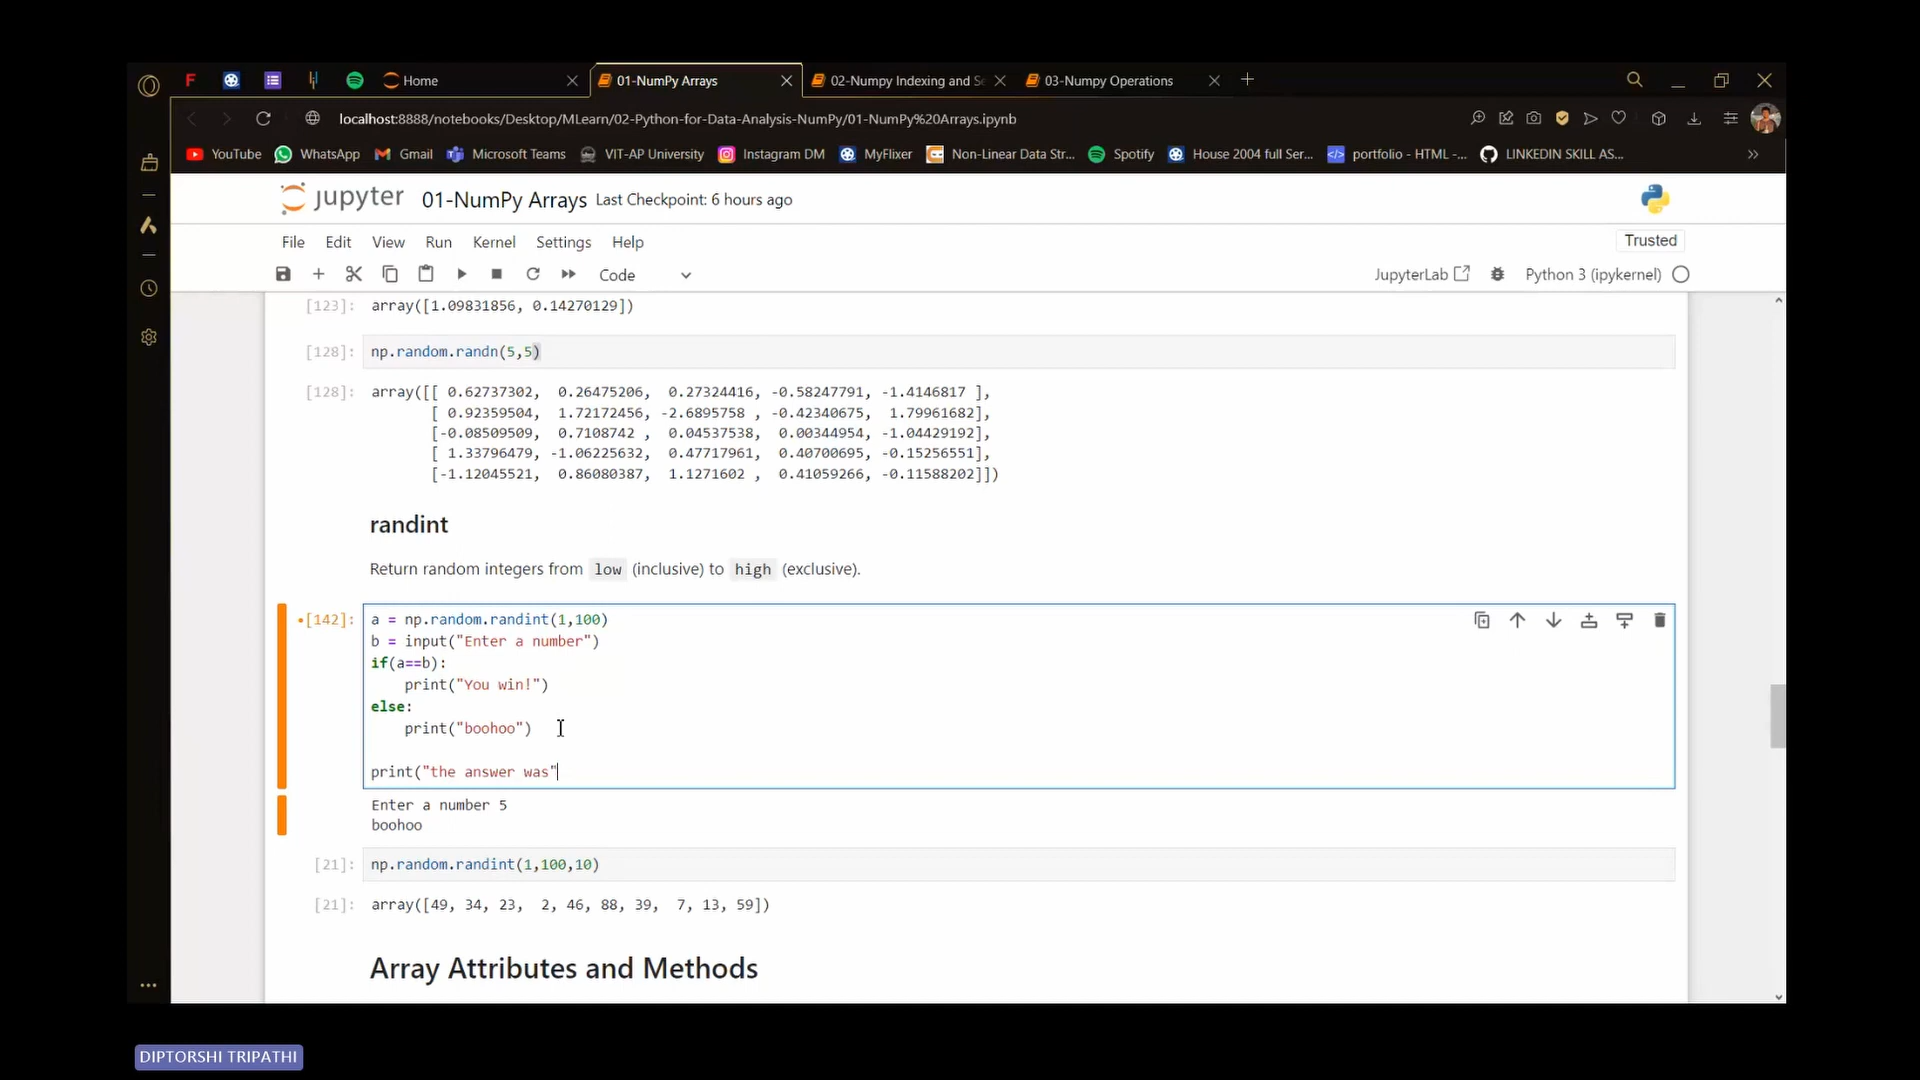 F Home 01-NumPy Arrays 02-Numpy Indexing and Se 03-Numpy Operations
localhost:8888/notebooks/Desktop/MLearn/02-Python-for-Data-Analysis-NumPy/01-NumPy%20Arrays.ipynb
YouTube WhatsApp Gmail Microsoft Teams VIT-AP University Instagram DM MyFlixer Non-Linear Data Str... Spotify House 2004 full Ser... portfolio - HTML -... LINKEDIN SKILL AS...
jupyter 01-NumPy Arrays Last Checkpoint: 6 hours ago
File Edit View Run Kernel Settings Help Trusted
Code JupyterLab Python 3 (ipykernel)
[123]: array([1.09831856, 0.14270129])
[128]: np.random.randn(5,5)
[128]: array([[ 0.62737302, 0.26475206, 0.27324416, -0.58247791, -1.4146817 ],
[ 0.92359504, 1.72172456, -2.6895758 , -0.42340675, 1.79961682],
[-0.08509509, 0.7108742 , 0.04537538, 0.00344954, -1.04429192],
[ 1.33796479, -1.06225632, 0.47717961, 0.40700695, -0.15256551],
[-1.12045521, 0.86080387, 1.1271602 , 0.41059266, -0.11588202]])
randint
Return random integers from low (inclusive) to high (exclusive).
•[142]: a = np.random.randint(1,100)
b = input("Enter a number")
if(a==b):
print("You win!")
else:
print("boohoo")
print("the answer was"
Enter a number 5
boohoo
[21]: np.random.randint(1,100,10)
[21]: array([49, 34, 23, 2, 46, 88, 39, 7, 13, 59])
Array Attributes and Methods
DIPTORSHI TRIPATHI